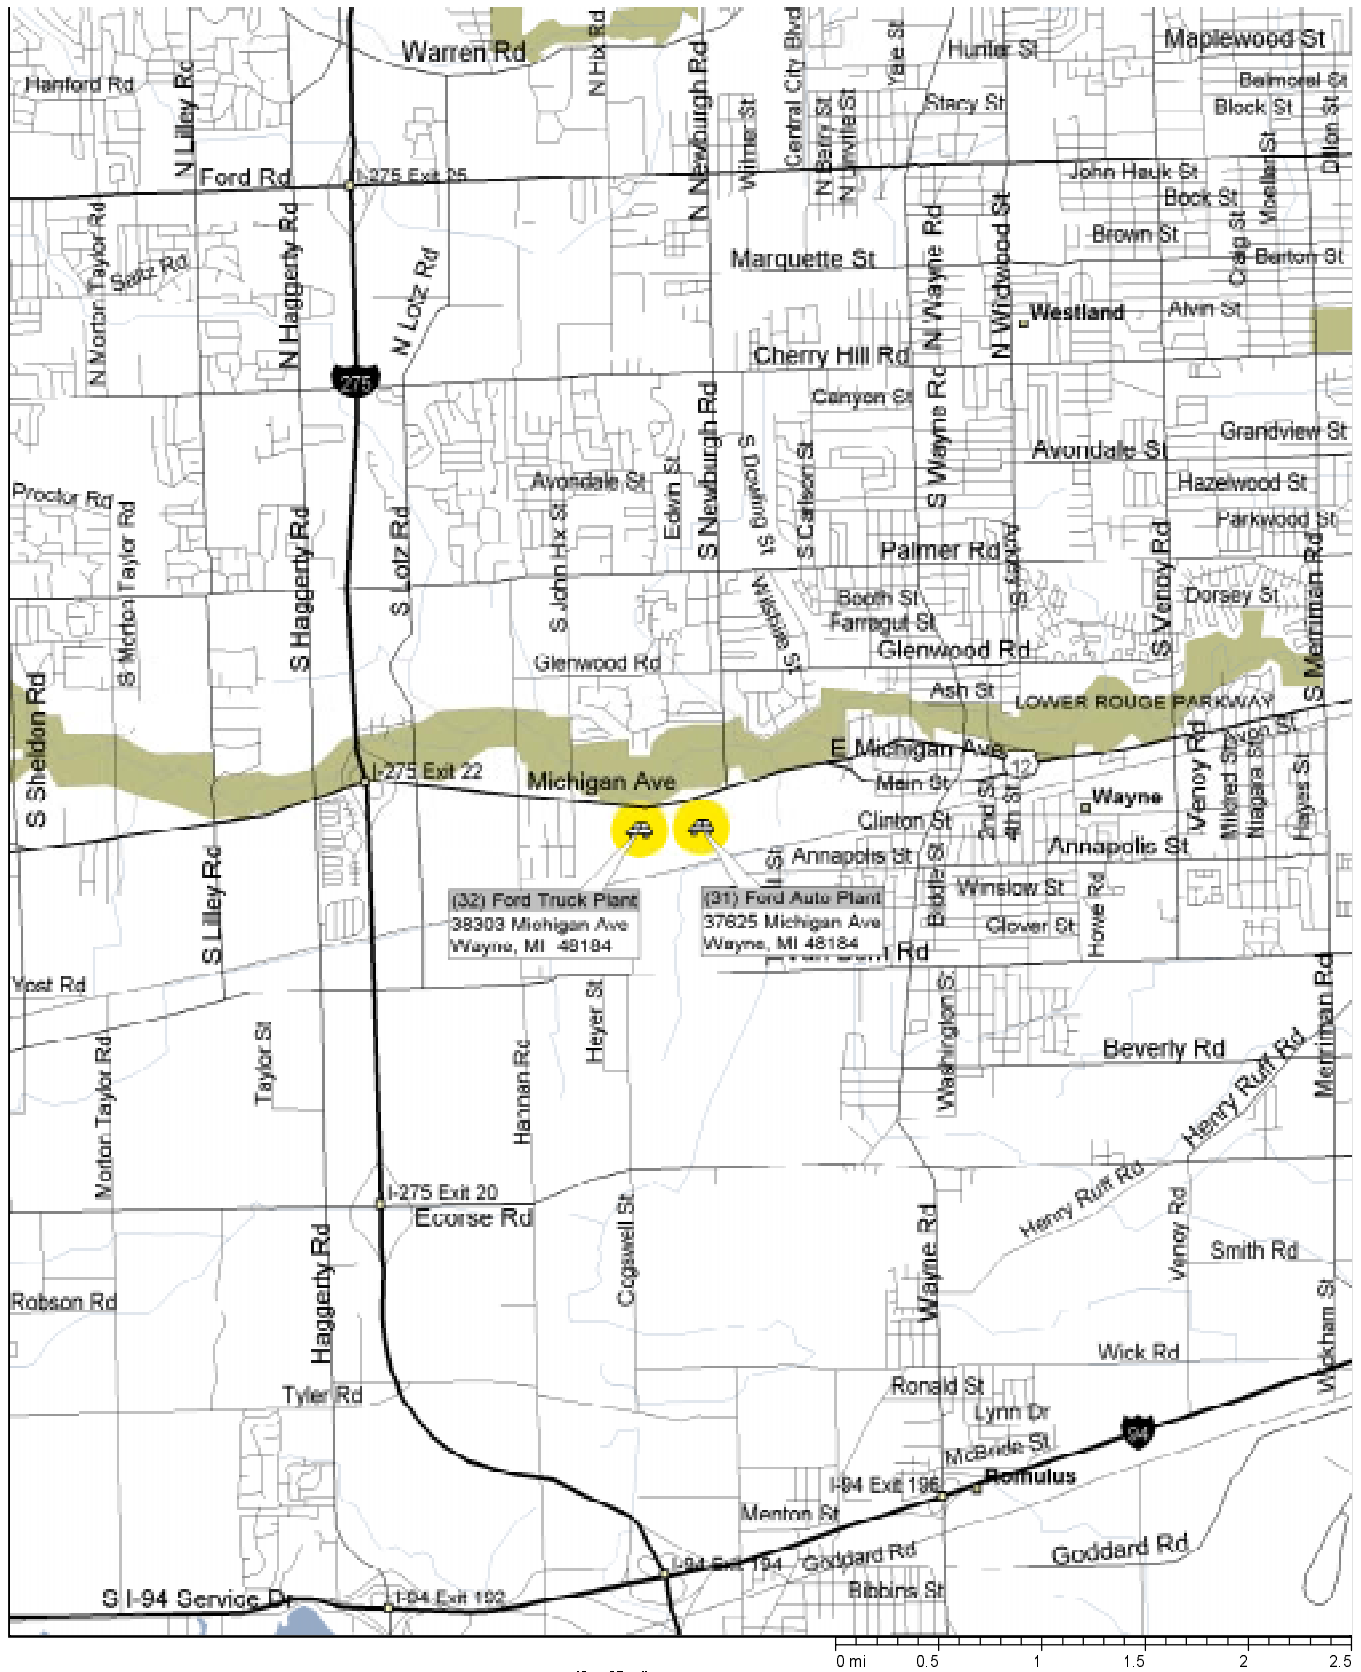 Warren Rd
N Hix Rd
N Newburgh Rd
Central City Blvd
Yale St
Hunter St
Maplewood St
Hanford Rd
N Lilley Rd
Balmoral St
Block St
Stacy St
Wilmer St
N Berry St
N Linville St
Moeller St
Dillon St
Ford Rd
I-275 Exit 25
John Hauk St
Bock St
N Morton Taylor Rd
Saltz Rd
N Haggerty Rd
N Lotz Rd
Marquette St
N Wayne Rd
N Wildwood St
Brown St
Craig St
Barton St
Westland
Alvin St
Cherry Hill Rd
275
Canyon St
Grandview St
Avondale St
Avondale St
Hazelwood St
Proctor Rd
S Morton Taylor Rd
S Haggerty Rd
S Lotz Rd
S John Hix St
Edwin St
S Newburgh Rd
S Downing St
S Carlson St
S Wayne Rd
Parkwood St
Palmer Rd
S Venoy Rd
S Merriman Rd
Booth St
Dorsey St
Farragut St
Glenwood Rd
Glenwood Rd
S Sheldon Rd
Ash St
LOWER ROUGE PARKWAY
E Michigan Ave
12
I-275 Exit 22
Michigan Ave
Main St
2nd St
4th St
Wayne
Venoy Rd
Mildred St
Niagara St
Hayes St
Clinton St
Annapolis St
Annapolis St
S Lilley Rd
(32) Ford Truck Plant
38303 Michigan Ave
Wayne, MI 48184
(31) Ford Auto Plant
37625 Michigan Ave
Wayne, MI 48184
Biddle St
Winslow St
Glover St
Howe Rd
Yost Rd
Heyer St
Washington St
Merriman Rd
Beverly Rd
Henry Ruff Rd
Morton Taylor Rd
Taylor St
Hannan Rd
I-275 Exit 20
Ecorse Rd
Cogswell St
Wayne Rd
Henry Ruff Rd
Venoy Rd
Smith Rd
Haggerty Rd
Robson Rd
Wickham St
Wick Rd
Tyler Rd
Ronald St
Lynn Dr
94
McBride St
I-94 Exit 196
Romulus
Menton St
I-94 Exit 194
Goddard Rd
Goddard Rd
S I-94 Service Dr
I-94 Exit 192
Bibbins St
0 mi 0.5 1 1.5 2 2.5